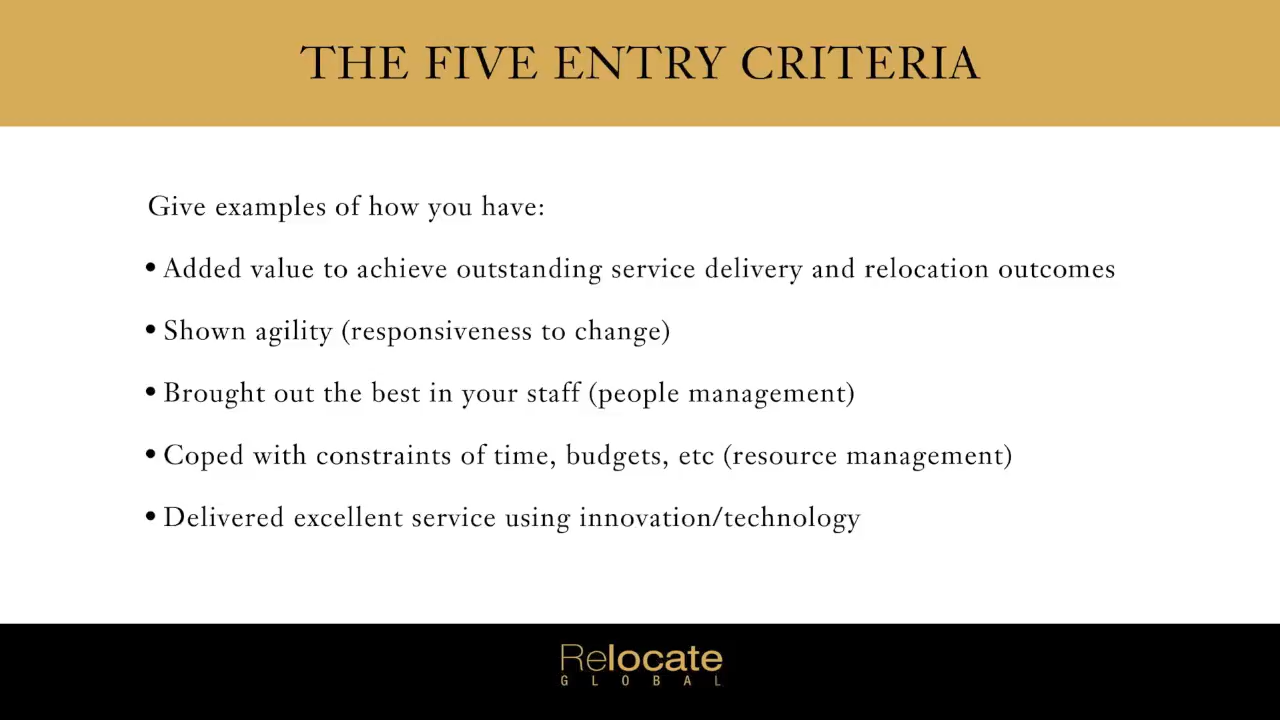 THE FIVE ENTRY CRITERIA
Give examples of how you have:
• Added value to achieve outstanding service delivery and relocation outcomes
• Shown agility (responsiveness to change)
• Brought out the best in your staff (people management)
• Coped with constraints of time, budgets, etc (resource management)
• Delivered excellent service using innovation/technology
Relocate
GLOBAL